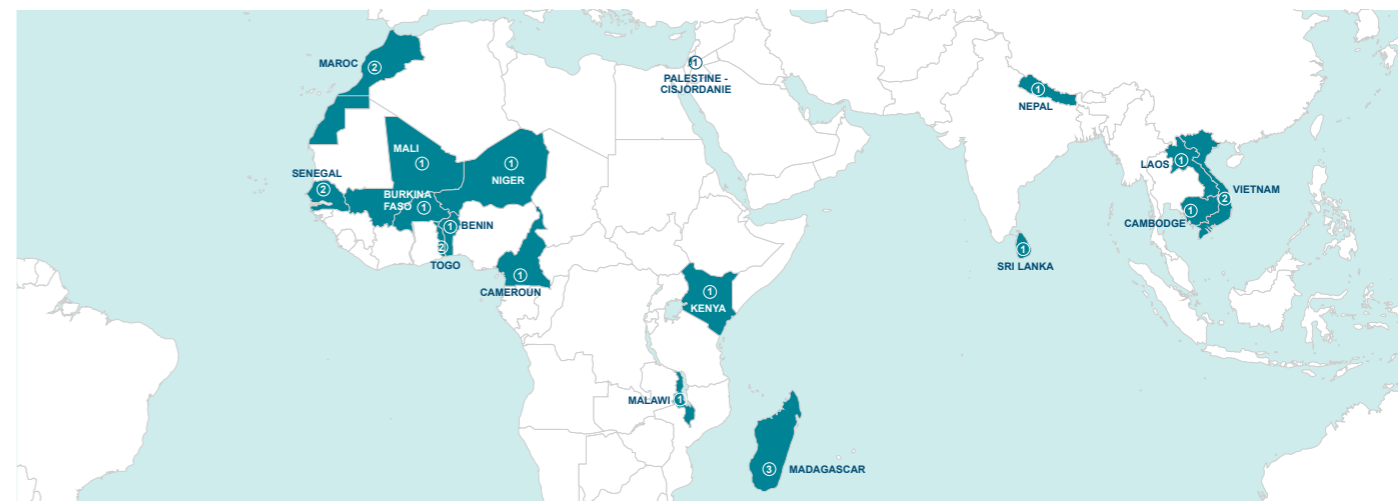 MAROC
2
1
PALESTINE -
CISJORDANIE
1
NEPAL
MALI
1
1
NIGER
SENEGAL
2
BURKINA
FASO
1
1
BENIN
2
TOGO
1
CAMEROUN
1
KENYA
MALAWI
1
3
MADAGASCAR
LAOS
1
VIETNAM
2
1
CAMBODGE
1
SRI LANKA